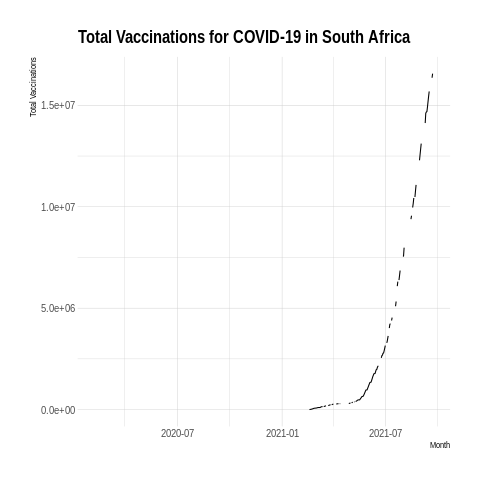 Total Vaccinations for COVID-19 in South Africa
Total Vaccinations
1.5e+07
1.0e+07
5.0e+06
0.0e+00
2020-07
2021-01
2021-07
Month